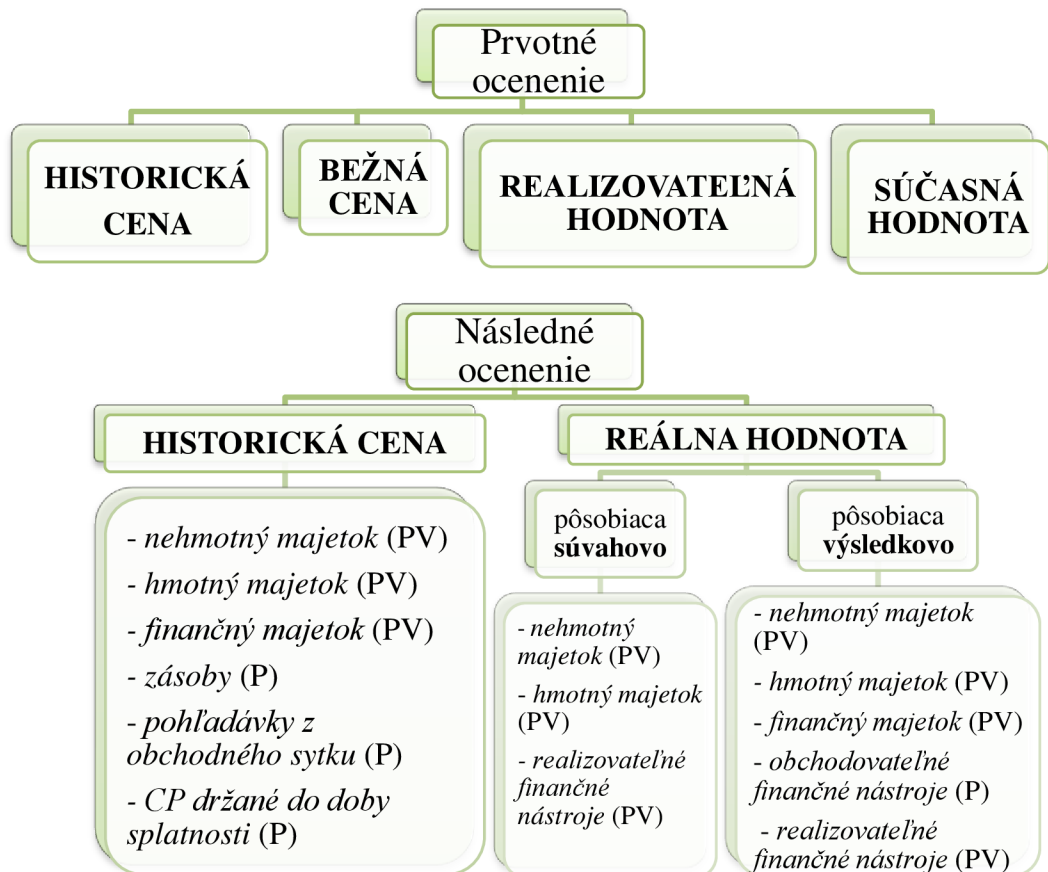 Prvotné
ocenenie
HISTORICKÁ
CENA
BEŽNÁ
CENA
REALIZOVATEĽNÁ
HODNOTA
SÚČASNÁ
HODNOTA
Následné
ocenenie
HISTORICKÁ CENA
- nehmotný majetok (PV)
- hmotný majetok (PV)
- finančný majetok (PV)
- zásoby (P)
- pohľadávky z
obchodného sytku (P)
- CP držané do doby
splatnosti (P)
REÁLNA HODNOTA
pôsobiaca
súvahovo
- nehmotný
majetok (PV)
- hmotný majetok
(PV)
- realizovateľné
finančné
nástroje (PV)
pôsobiaca
výsledkovo
- nehmotný majetok
(PV)
- hmotný majetok (PV)
- finančný majetok (PV)
- obchodovateľné
finančné nástroje (P)
- realizovateľné
finančné nástroje (PV)